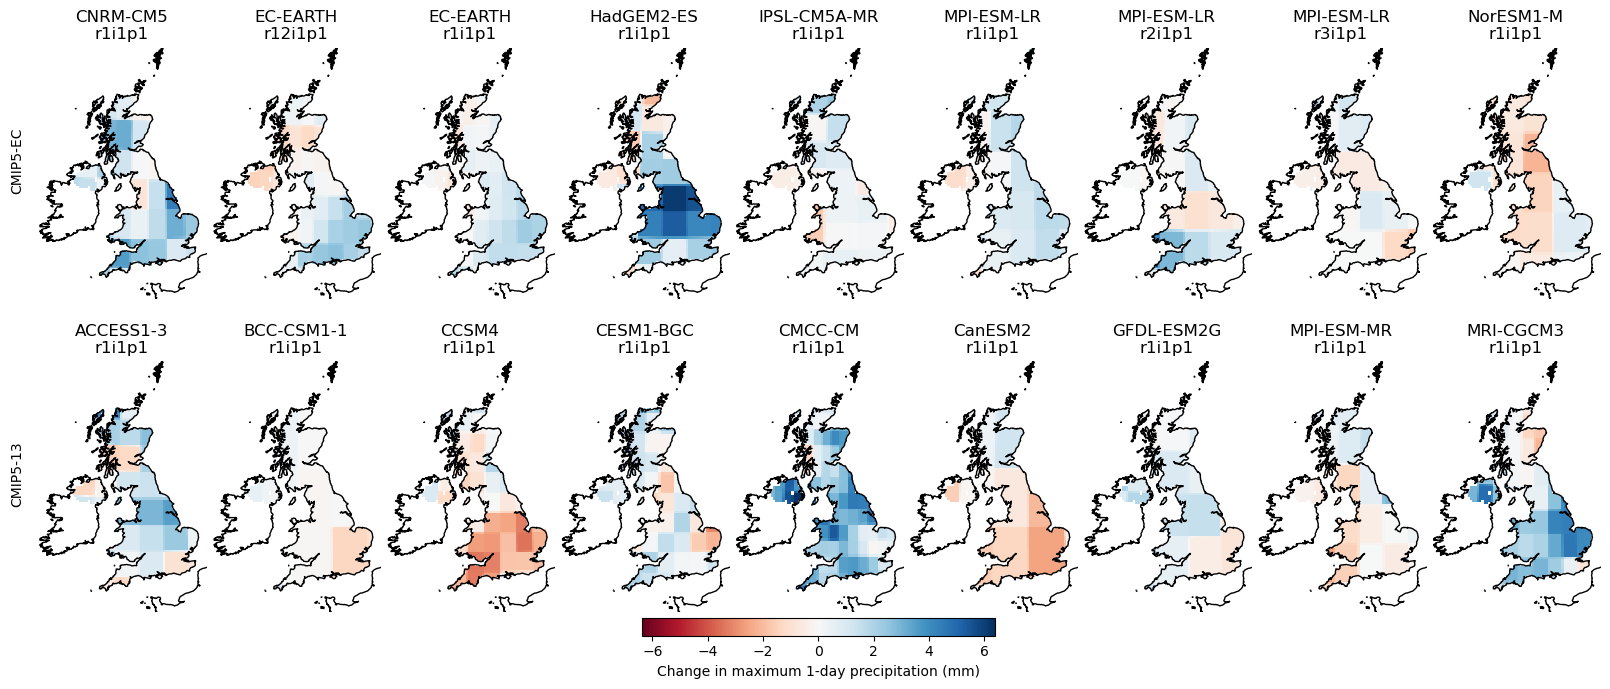 CNRM-CM5 EC-EARTH EC-EARTH HadGEM2-ES IPSL-CM5A-MR MPI-ESM-LR MPI-ESM-LR MPI-ESM-LR NorESM1-M
r1i1p1 r12i1p1 r1i1p1 r1i1p1 r1i1p1 r1i1p1 r2i1p1 r3i1p1 r1i1p1
CMIP5-EC
ACCESS1-3 BCC-CSM1-1 CCSM4 CESM1-BGC CMCC-CM CanESM2 GFDL-ESM2G MPI-ESM-MR MRI-CGCM3
r1i1p1 r1i1p1 r1i1p1 r1i1p1 r1i1p1 r1i1p1 r1i1p1 r1i1p1 r1i1p1
CMIP5-13
−6 −4 −2 0 2 4 6
Change in maximum 1-day precipitation (mm)